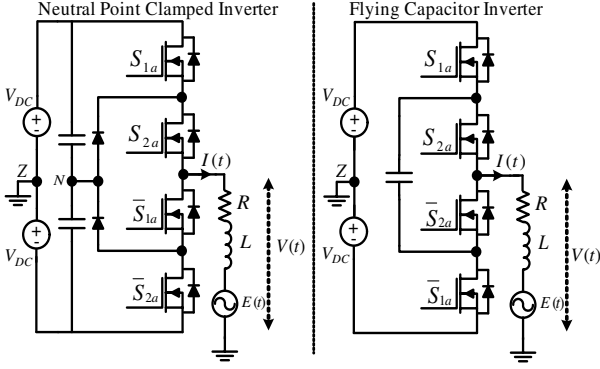 Neutral Point Clamped Inverter
V_DC
Z
V_DC
N
S_1a
S_2a
S̅_1a
S̅_2a
I(t)
R
L
E(t)
V(t)
Flying Capacitor Inverter
V_DC
Z
V_DC
S_1a
S_2a
S̅_2a
S̅_1a
I(t)
R
L
E(t)
V(t)